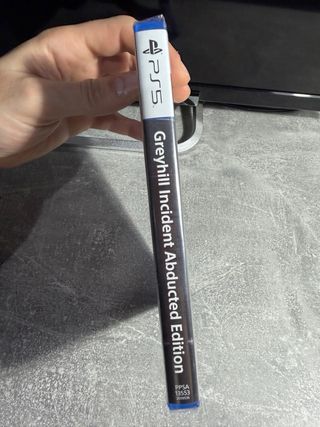 PS5
Greyhill Incident Abducted Edition
PPSA
13553